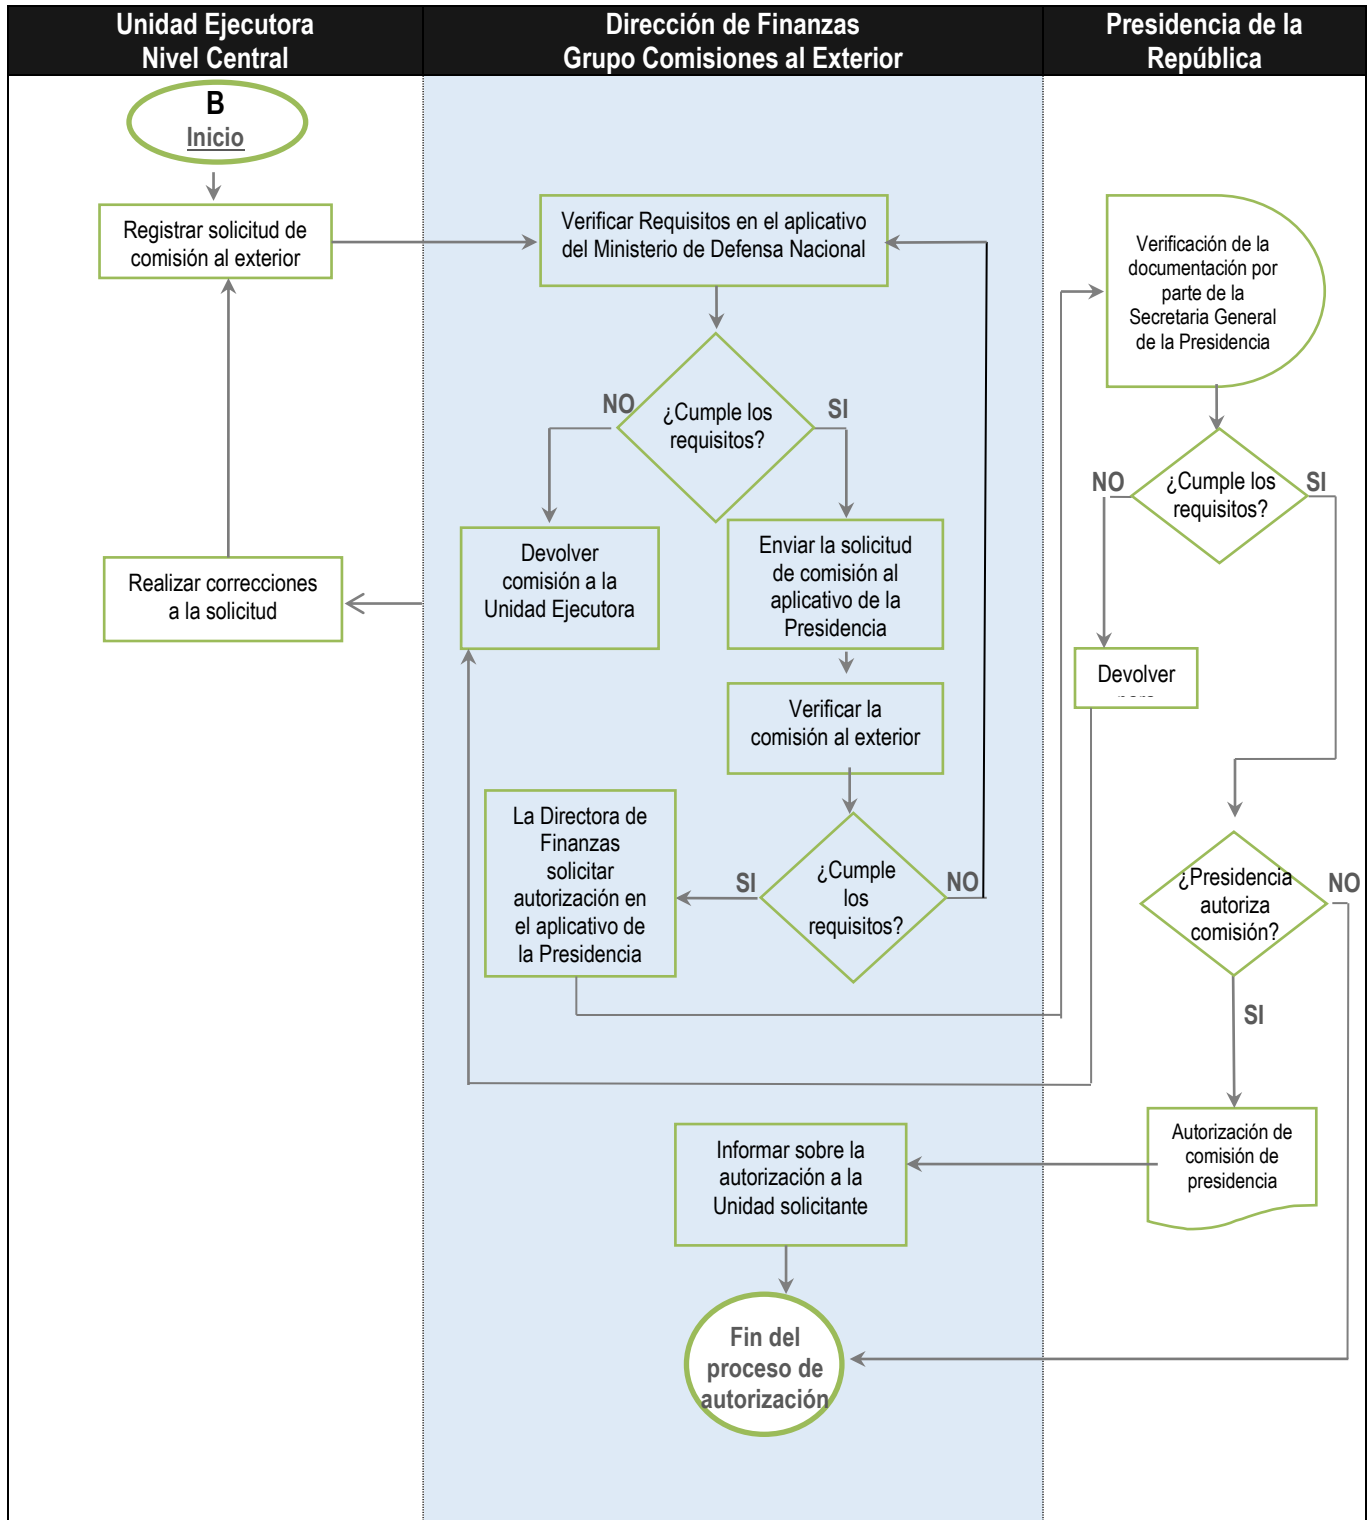 Unidad Ejecutora
Nivel Central
Dirección de Finanzas
Grupo Comisiones al Exterior
Presidencia de la
República
B
Inicio
Registrar solicitud de
comisión al exterior
Verificar Requisitos en el aplicativo
del Ministerio de Defensa Nacional
Verificación de la
documentación por
parte de la
Secretaria General
de la Presidencia
NO
¿Cumple los
requisitos?
SI
NO
¿Cumple los
requisitos?
SI
Realizar correcciones
a la solicitud
Devolver
comisión a la
Unidad Ejecutora
Enviar la solicitud
de comisión al
aplicativo de la
Presidencia
Devolver
Verificar la
comisión al exterior
La Directora de
Finanzas
solicitar
autorización en
el aplicativo de
la Presidencia
SI
¿Cumple
los
requisitos?
NO
¿Presidencia
autoriza
comisión?
NO
SI
Informar sobre la
autorización a la
Unidad solicitante
Autorización de
comisión de
presidencia
Fin del
proceso de
autorización